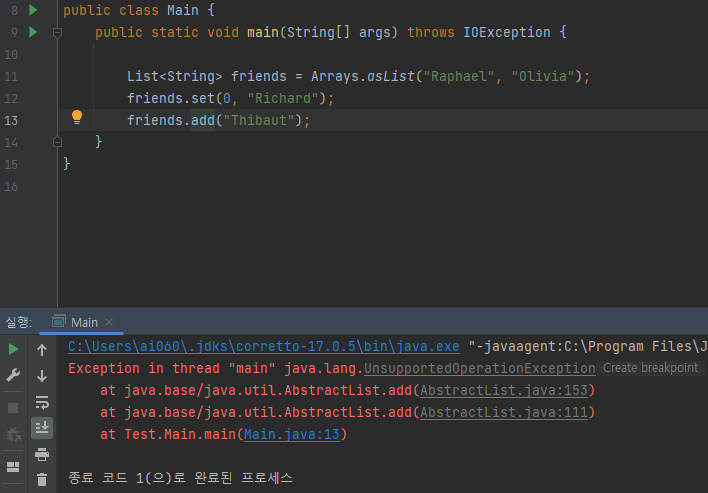 8 public class Main {
9 public static void main(String[] args) throws IOException {
10
11 List<String> friends = Arrays.asList("Raphael", "Olivia");
12 friends.set(0, "Richard");
13 friends.add("Thibaut");
14 }
15 }
16
실행: Main
C:\Users\ai060\.jdks\corretto-17.0.5\bin\java.exe "-javaagent:C:\Program Files\J
Exception in thread "main" java.lang.UnsupportedOperationException Create breakpoint
at java.base/java.util.AbstractList.add(AbstractList.java:153)
at java.base/java.util.AbstractList.add(AbstractList.java:111)
at Test.Main.main(Main.java:13)
종료 코드 1(으)로 완료된 프로세스